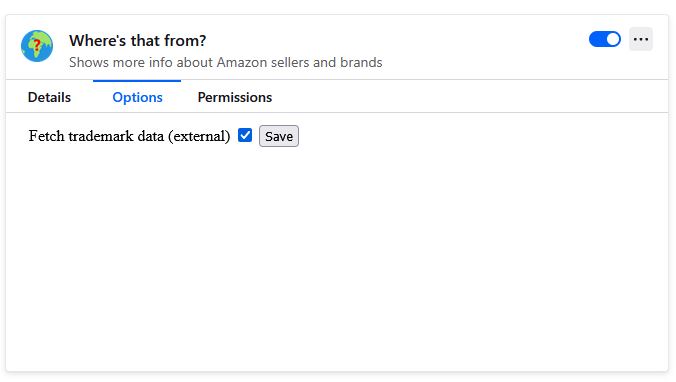 Where's that from?
Shows more info about Amazon sellers and brands
Details Options Permissions
Fetch trademark data (external) Save